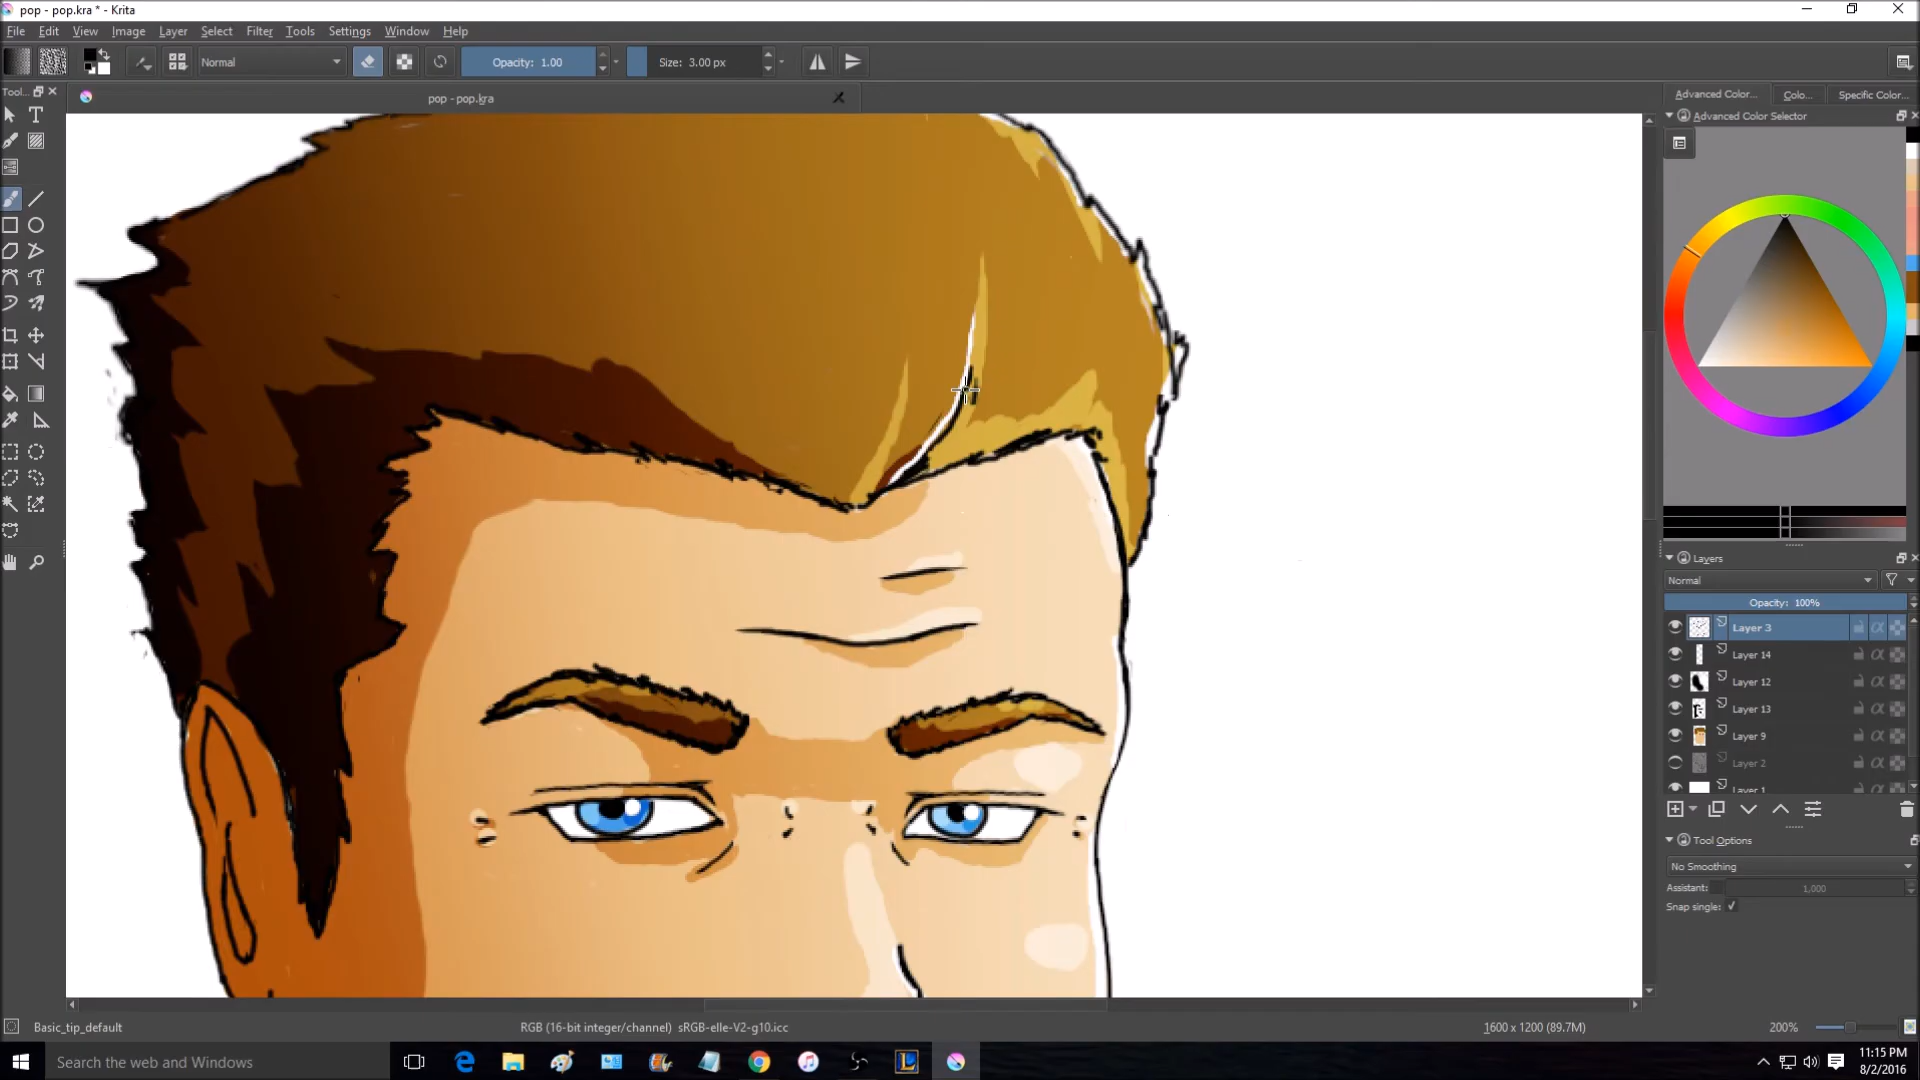 pop - pop.kra * - Krita
File Edit View Image Layer Select Filter Tools Settings Window Help
Normal Opacity: 1.00 Size: 3.00 px
Tool... pop - pop.kra Advanced Color... Colo... Specific Color...
Advanced Color Selector
Layers
Normal
Opacity: 100%
Layer 3
Layer 14
Layer 12
Layer 13
Layer 9
Layer 2
Layer 1
Tool Options
No Smoothing
Assistant: 1,000
Snap single:
Basic_tip_default RGB (16-bit integer/channel) sRGB-elle-V2-g10.icc 1600 x 1200 (89.7M) 200%
Search the web and Windows 11:15 PM
8/2/2016